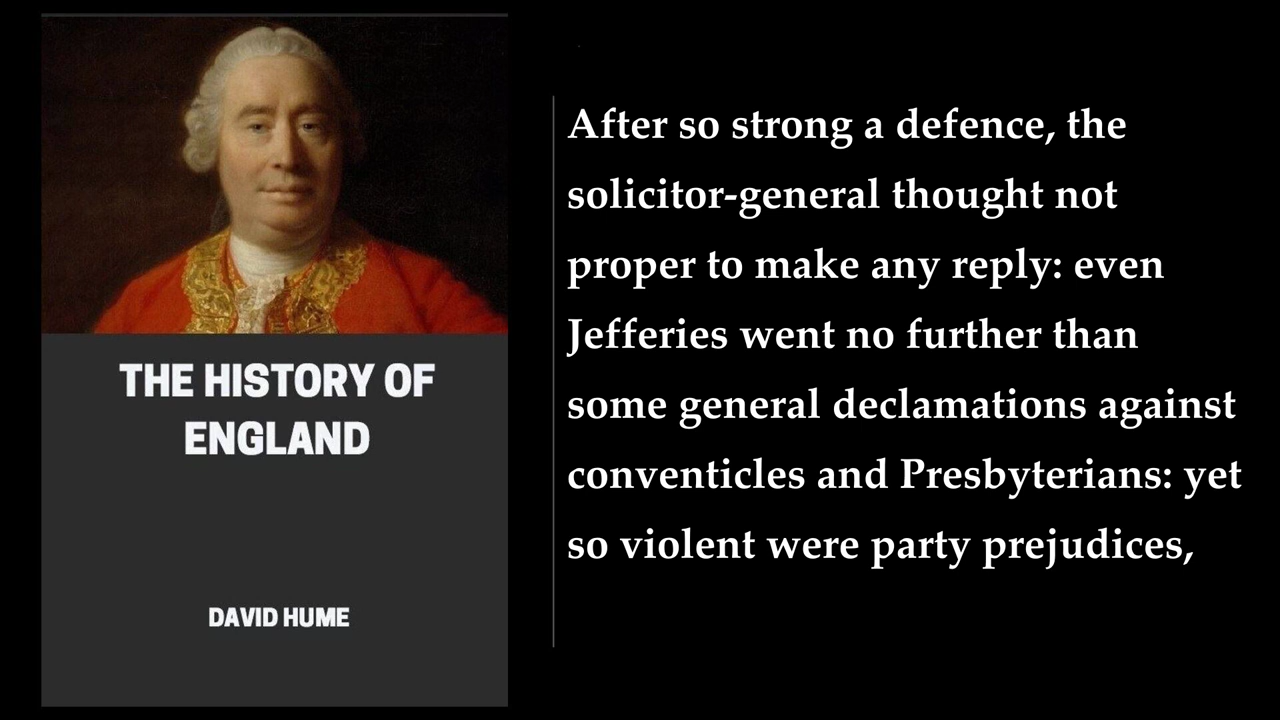 THE HISTORY OF
ENGLAND
DAVID HUME
After so strong a defence, the
solicitor-general thought not
proper to make any reply: even
Jefferies went no further than
some general declamations against
conventicles and Presbyterians: yet
so violent were party prejudices,